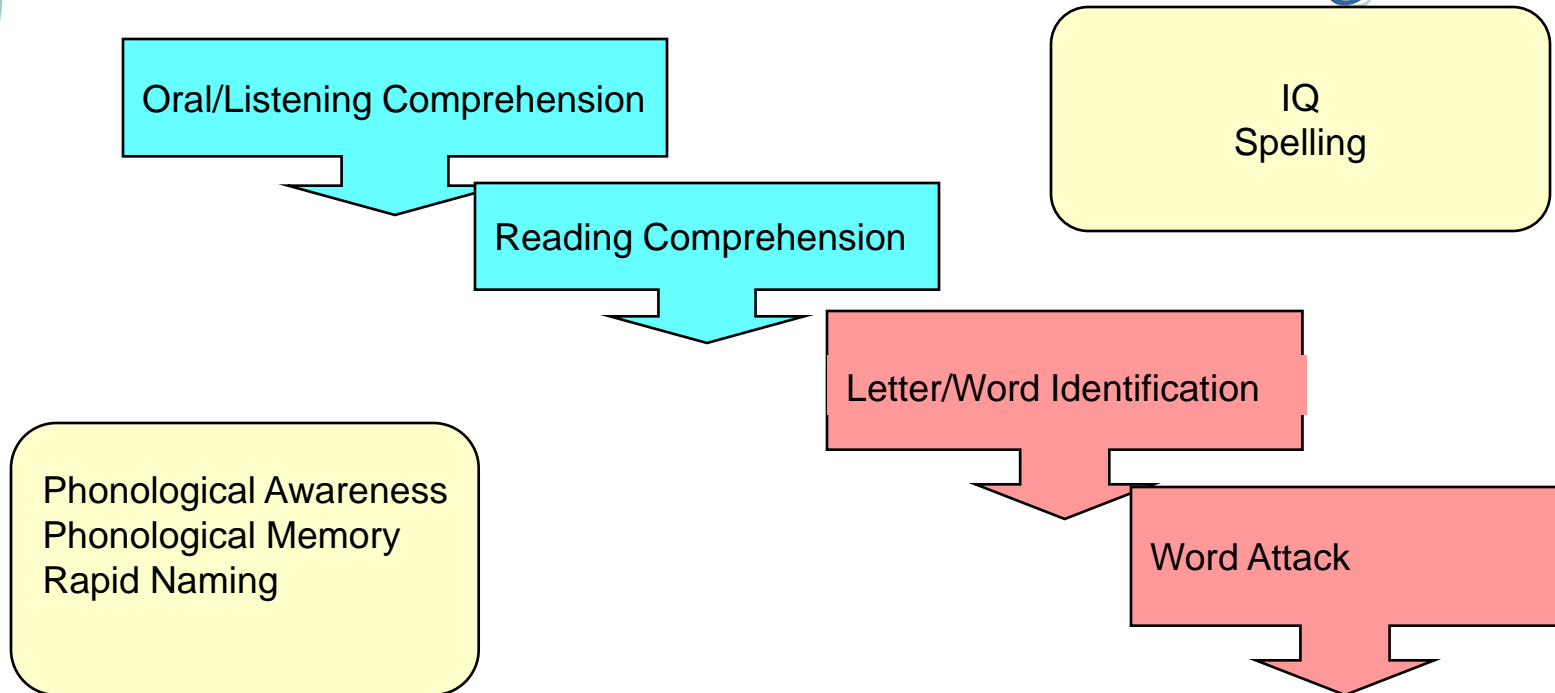 Oral/Listening Comprehension
IQ
Spelling
Reading Comprehension
Letter/Word Identification
Phonological Awareness
Phonological Memory
Rapid Naming
Word Attack